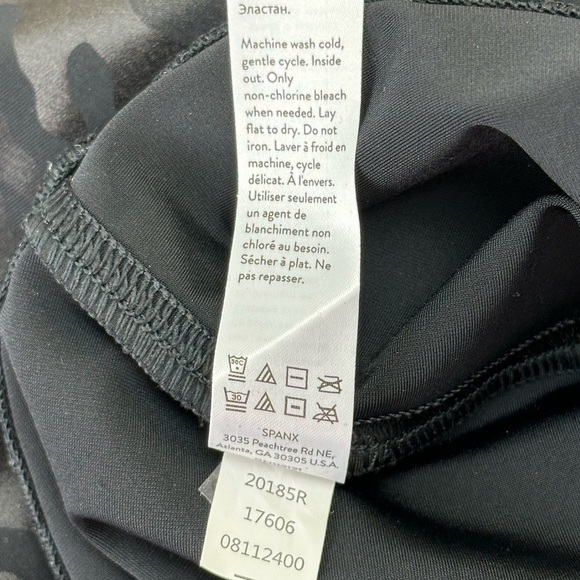 Эластан.
Machine wash cold,
gentle cycle. Inside
out. Only
non-chlorine bleach
when needed. Lay
flat to dry. Do not
iron. Laver à froid en
machine, cycle
délicat. À l'envers.
Utiliser seulement
un agent de
blanchiment non
chloré au besoin.
Sécher à plat. Ne
pas repasser.
30C
30
SPANX
3035 Peachtree Rd NE,
Atlanta, GA 30305 U.S.A.
20185R
17606
08112400